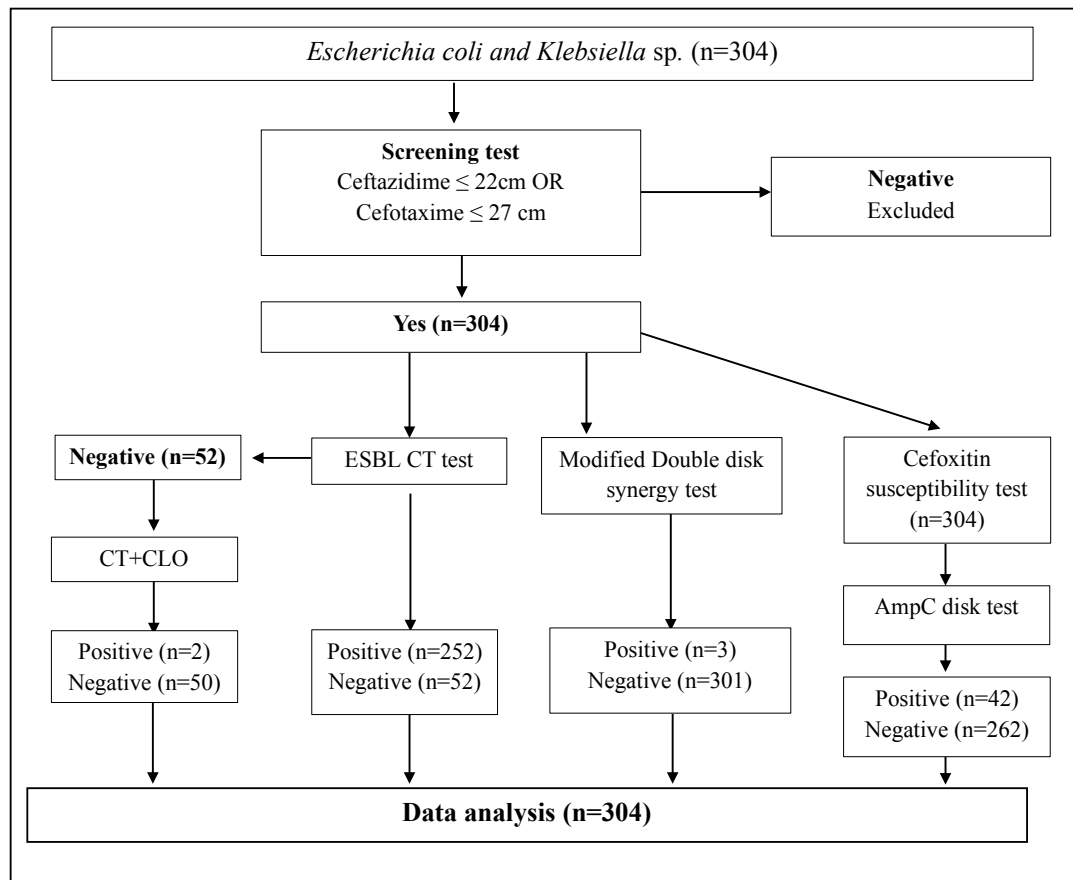 Escherichia coli and Klebsiella sp. (n=304)
Screening test
Ceftazidime ≤ 22cm OR
Cefotaxime ≤ 27 cm
Negative
Excluded
Yes (n=304)
Negative (n=52)
ESBL CT test
Modified Double disk
synergy test
Cefoxitin
susceptibility test
(n=304)
CT+CLO
AmpC disk test
Positive (n=2)
Negative (n=50)
Positive (n=252)
Negative (n=52)
Positive (n=3)
Negative (n=301)
Positive (n=42)
Negative (n=262)
Data analysis (n=304)